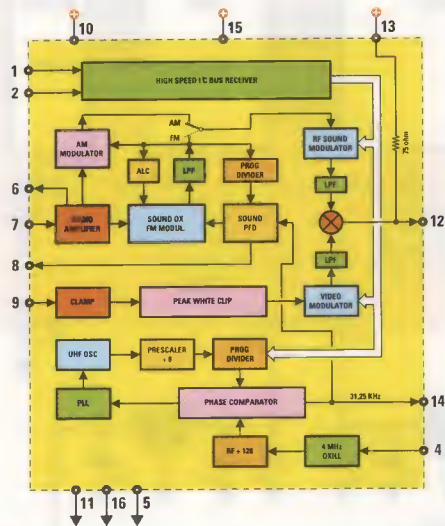 10
15
13
1
2
HIGH SPEED I²C BUS RECEIVER
AM
FM
AM MODULATOR
RF SOUND MODULATOR
75 ohm
ALC
LPF
PROG DIVIDER
LPF
6
7
AUDIO AMPLIFIER
SOUND OX FM MODUL
SOUND PFD
12
8
LPF
9
CLAMP
PEAK WHITE CLIP
VIDEO MODULATOR
UHF OSC
PRESCALER ÷ 8
PROG DIVIDER
PLL
PHASE COMPARATOR
31,25 KHz
14
RF ÷ 128
4 MHz OXILL
4
11
16
5